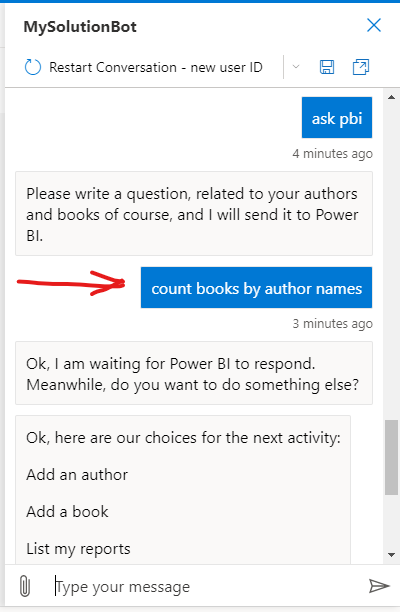 MySolutionBot
Restart Conversation - new user ID
ask pbi
4 minutes ago
Please write a question, related to your authors
and books of course, and I will send it to Power
BI.
count books by author names
3 minutes ago
Ok, I am waiting for Power BI to respond.
Meanwhile, do you want to do something else?
Ok, here are our choices for the next activity:
Add an author
Add a book
List my reports
Type your message